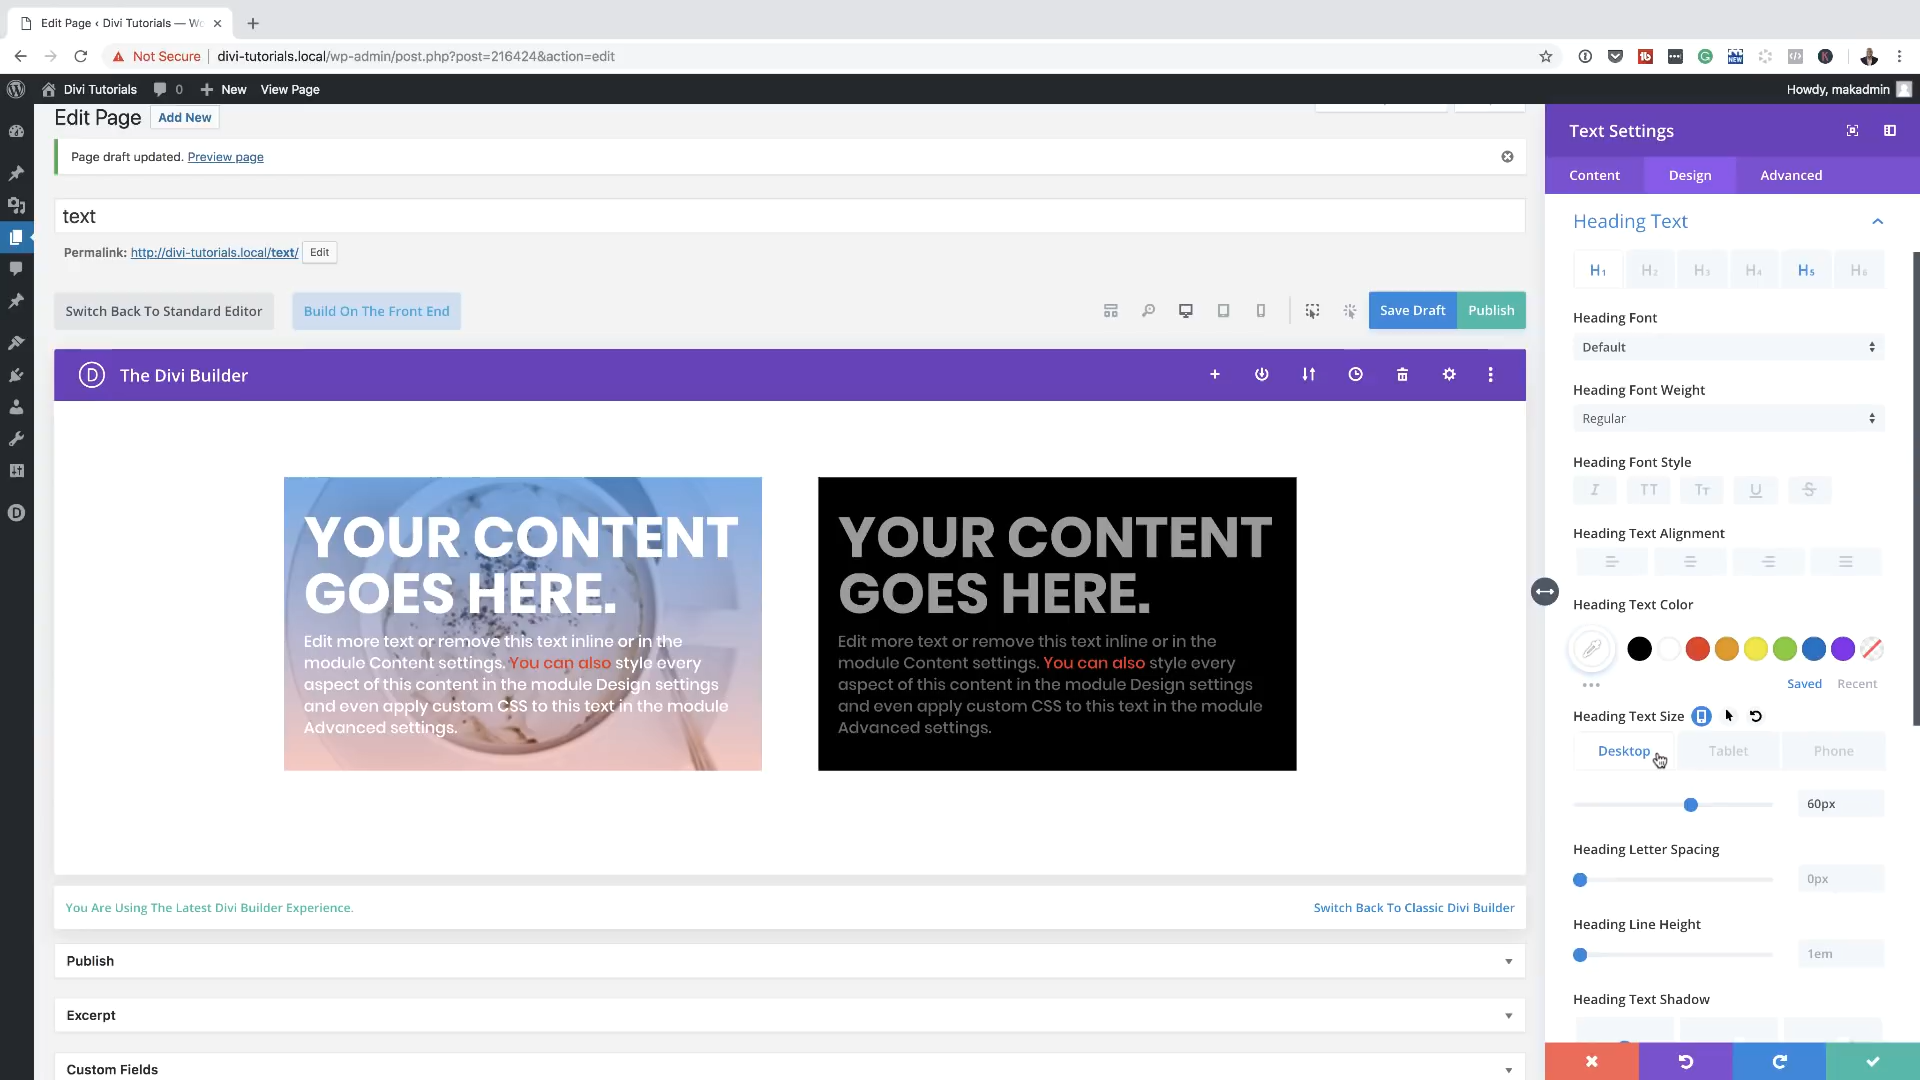 Edit Page ‹ Divi Tutorials — Wo
Not Secure
divi-tutorials.local/wp-admin/post.php?post=216424&action=edit
Divi Tutorials
0
New
View Page
Howdy, makadmin
Edit Page
Add New
Page draft updated. Preview page
text
Permalink: http://divi-tutorials.local/text/
Edit
Switch Back To Standard Editor
Build On The Front End
Save Draft
Publish
The Divi Builder
YOUR CONTENT
GOES HERE.
Edit more text or remove this text inline or in the
module Content settings. You can also style every
aspect of this content in the module Design settings
and even apply custom CSS to this text in the module
Advanced settings.
YOUR CONTENT
GOES HERE.
Edit more text or remove this text inline or in the
module Content settings. You can also style every
aspect of this content in the module Design settings
and even apply custom CSS to this text in the module
Advanced settings.
You Are Using The Latest Divi Builder Experience.
Switch Back To Classic Divi Builder
Publish
Excerpt
Custom Fields
Text Settings
Content
Design
Advanced
Heading Text
H1
H2
H3
H4
H5
H6
Heading Font
Default
Heading Font Weight
Regular
Heading Font Style
I
TT
Tт
U
S
Heading Text Alignment
Heading Text Color
Saved
Recent
Heading Text Size
Desktop
Tablet
Phone
60px
Heading Letter Spacing
0px
Heading Line Height
1em
Heading Text Shadow